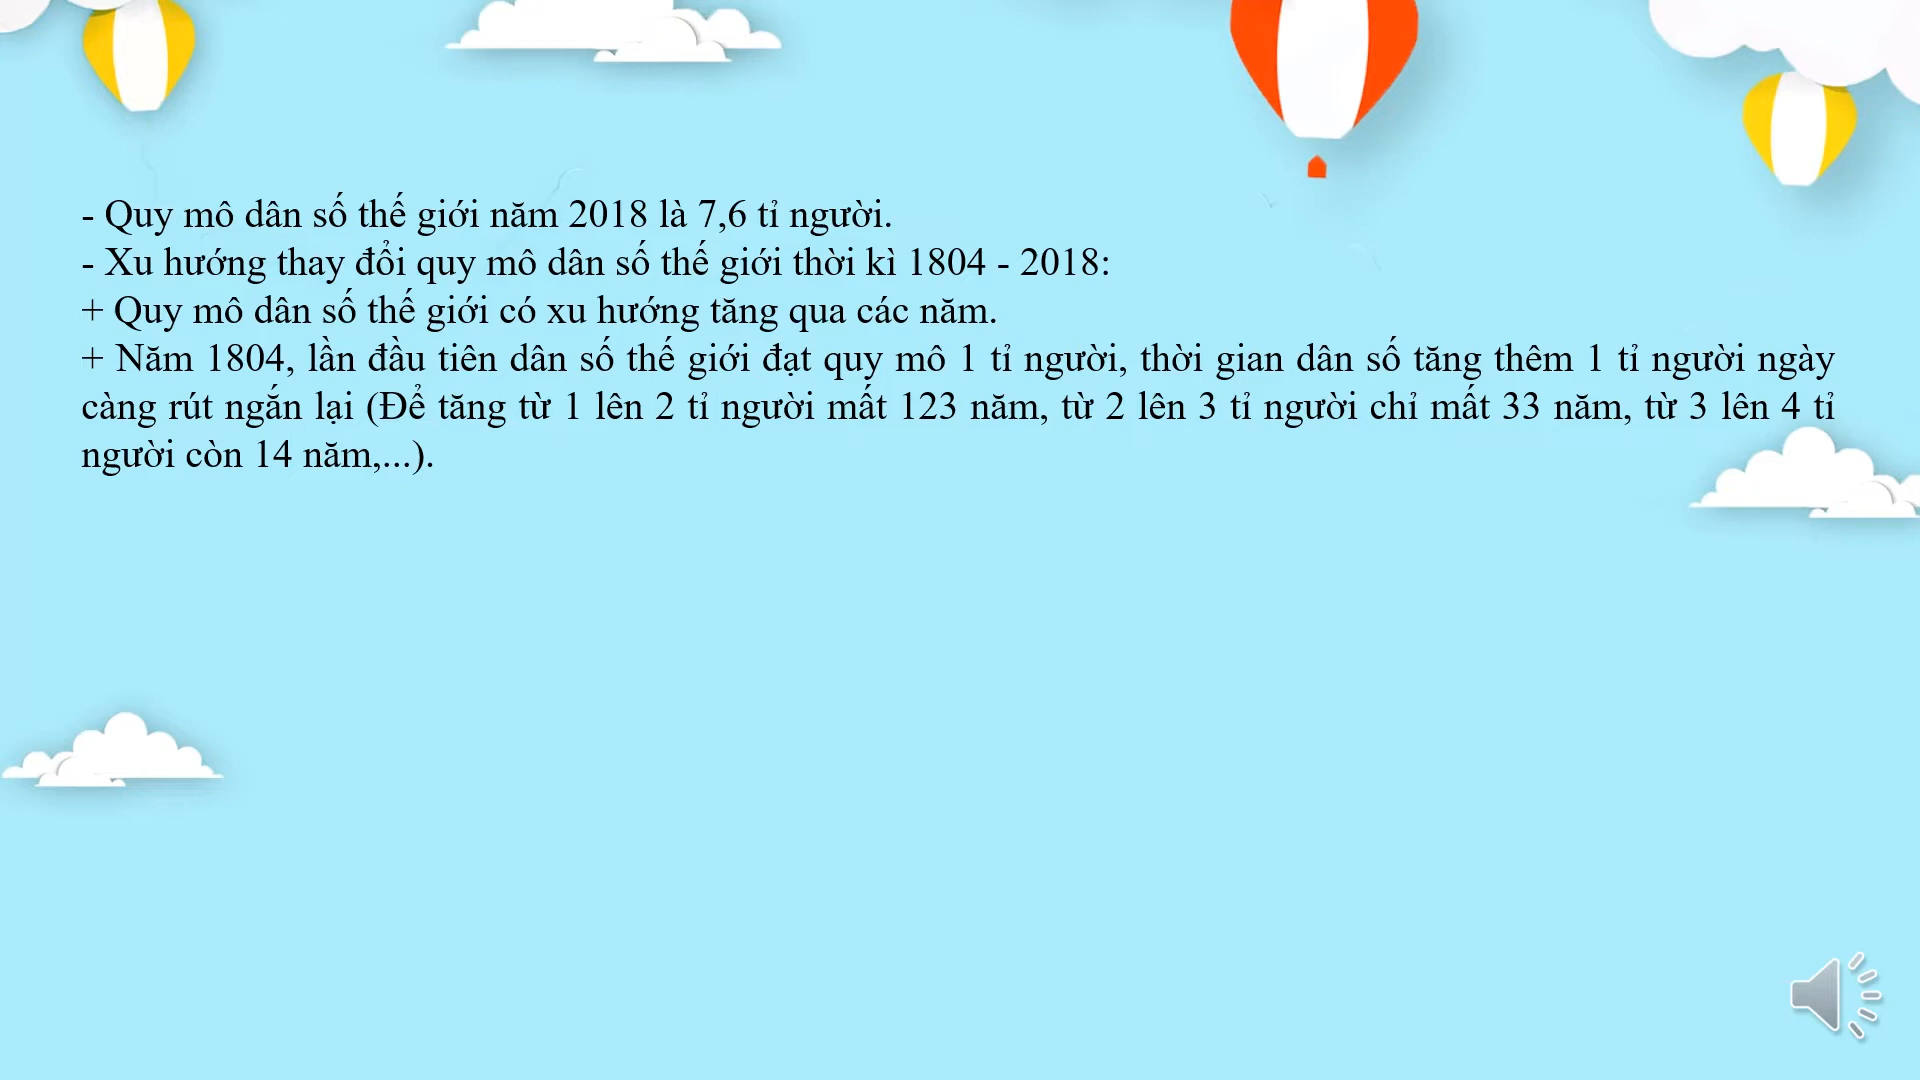 - Quy mô dân số thế giới năm 2018 là 7,6 tỉ người.
- Xu hướng thay đổi quy mô dân số thế giới thời kì 1804 - 2018:
+ Quy mô dân số thế giới có xu hướng tăng qua các năm.
+ Năm 1804, lần đầu tiên dân số thế giới đạt quy mô 1 tỉ người, thời gian dân số tăng thêm 1 tỉ người ngày
càng rút ngắn lại (Để tăng từ 1 lên 2 tỉ người mất 123 năm, từ 2 lên 3 tỉ người chỉ mất 33 năm, từ 3 lên 4 tỉ
người còn 14 năm,...).